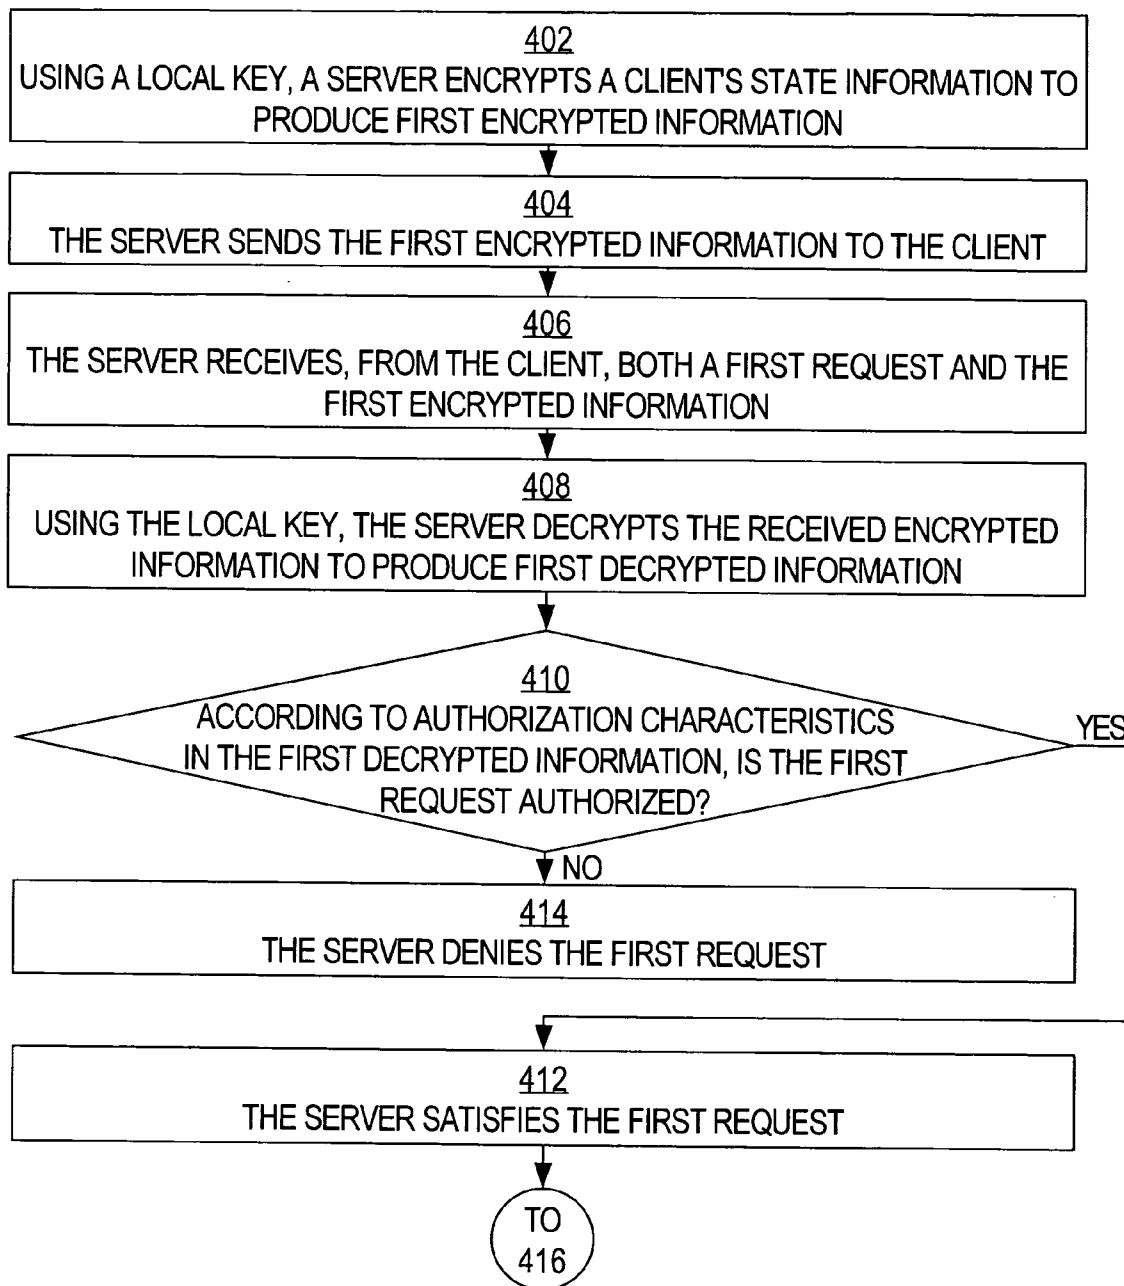 402
USING A LOCAL KEY, A SERVER ENCRYPTS A CLIENT'S STATE INFORMATION TO
PRODUCE FIRST ENCRYPTED INFORMATION
404
THE SERVER SENDS THE FIRST ENCRYPTED INFORMATION TO THE CLIENT
406
THE SERVER RECEIVES, FROM THE CLIENT, BOTH A FIRST REQUEST AND THE
FIRST ENCRYPTED INFORMATION
408
USING THE LOCAL KEY, THE SERVER DECRYPTS THE RECEIVED ENCRYPTED
INFORMATION TO PRODUCE FIRST DECRYPTED INFORMATION
410
ACCORDING TO AUTHORIZATION CHARACTERISTICS
IN THE FIRST DECRYPTED INFORMATION, IS THE FIRST
REQUEST AUTHORIZED?
YES
NO
414
THE SERVER DENIES THE FIRST REQUEST
412
THE SERVER SATISFIES THE FIRST REQUEST
TO
416